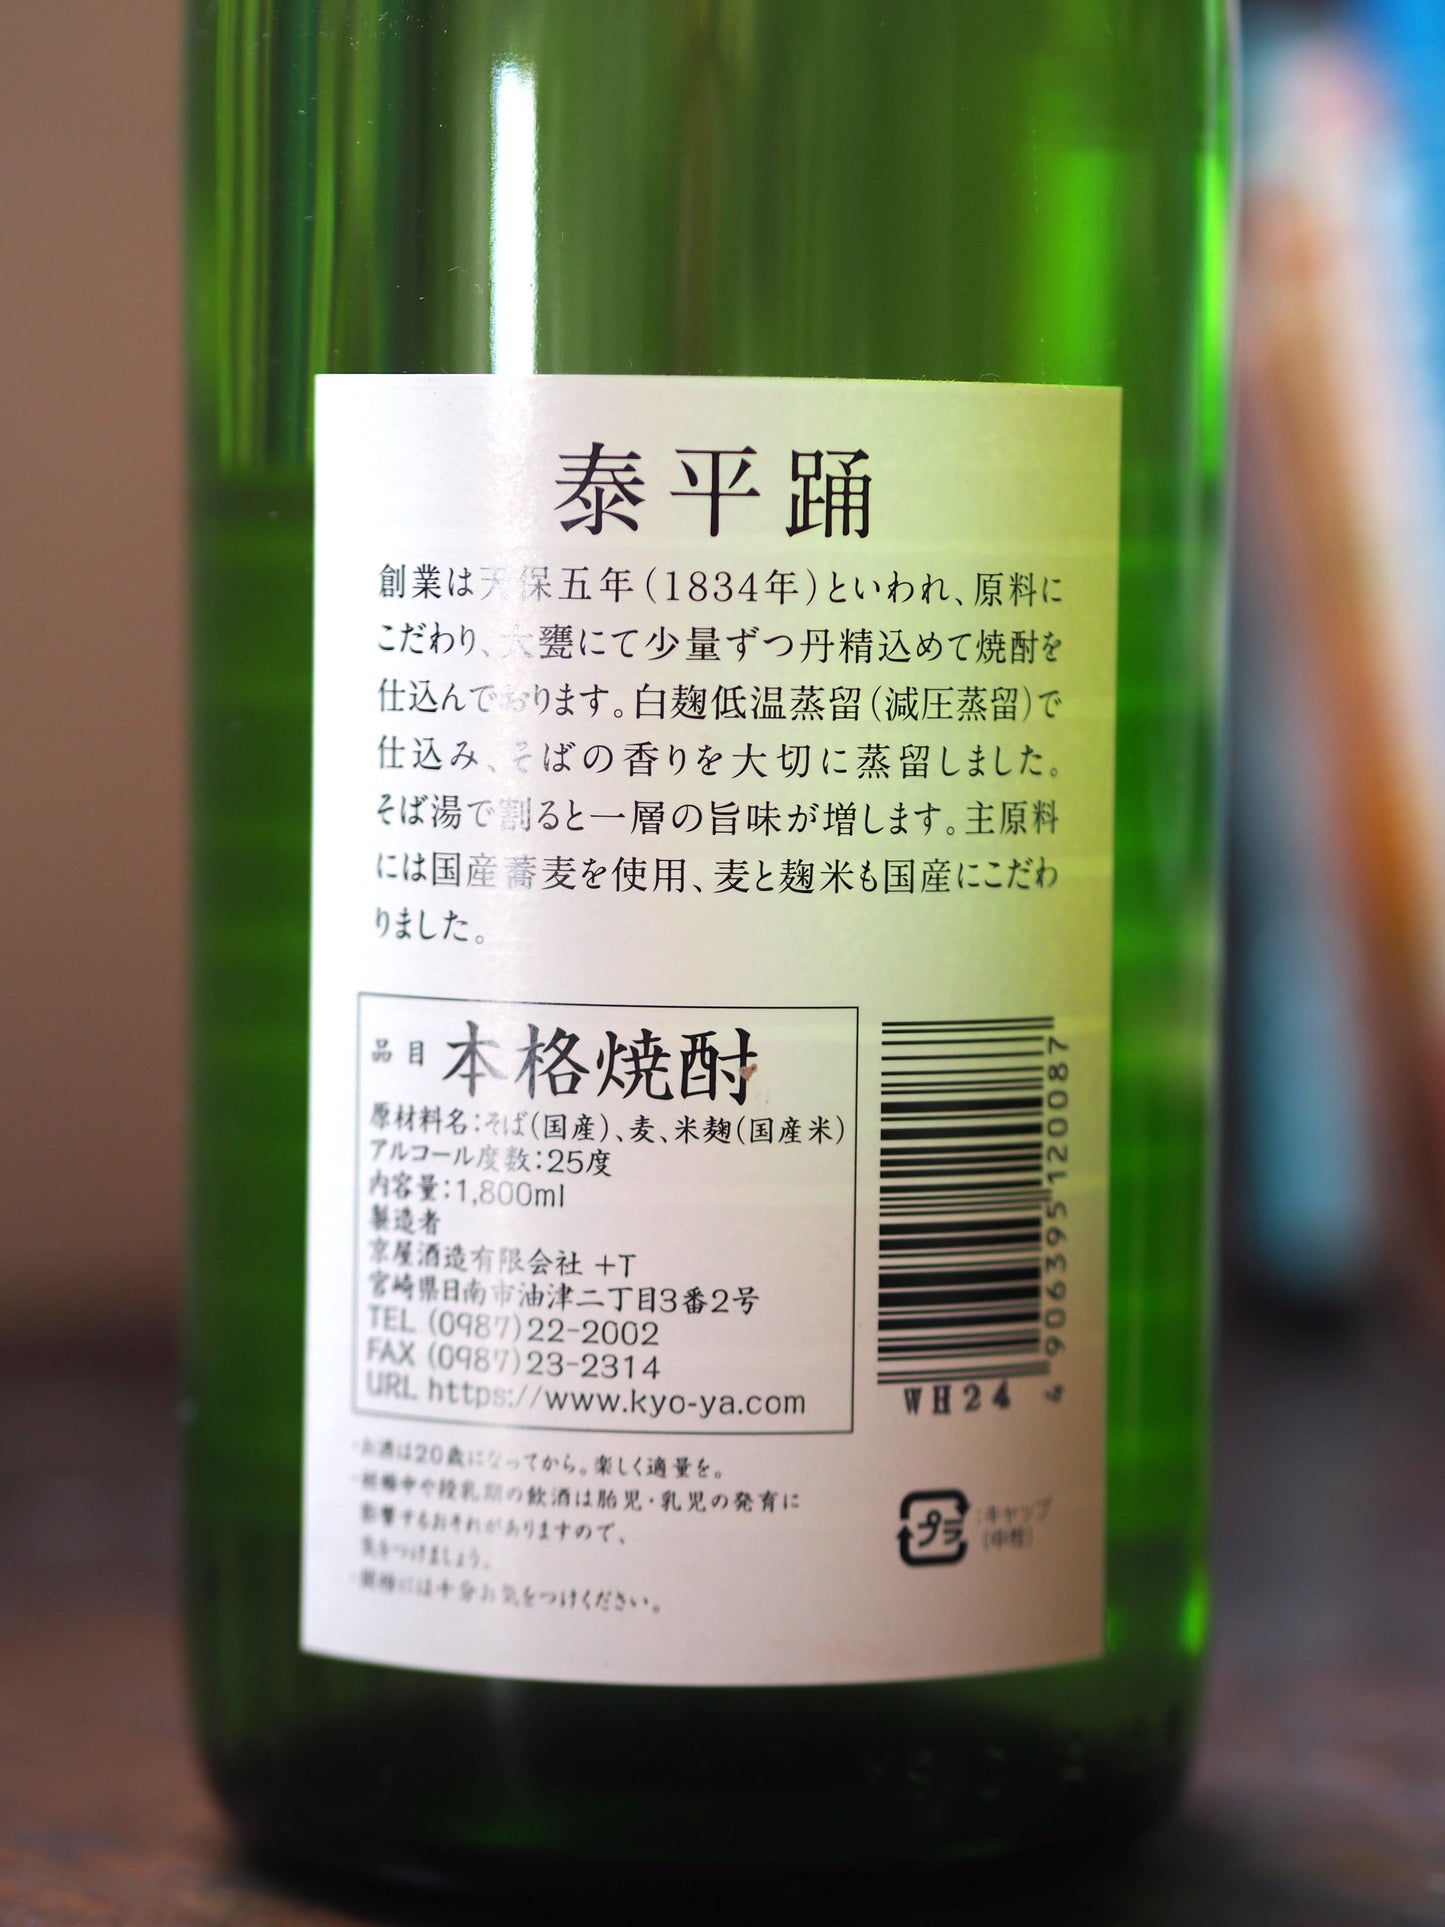 泰平踊
創業は天保五年(1834年)といわれ、原料に
こだわり、大甕にて少量ずつ丹精込めて焼酎を
仕込んでおります。白麹低温蒸留(減圧蒸留)で
仕込み、そばの香りを大切に蒸留しました。
そば湯で割ると一層の旨味が増します。主原料
には国産蕎麦を使用、麦と麹米も国産にこだわ
りました。
品目 本格焼酎
原材料名:そば(国産)、麦、米麹(国産米)
アルコール度数:25度
内容量:1,800ml
製造者
京屋酒造有限会社 +T
宮崎県日南市油津二丁目3番2号
TEL (0987)22-2002
FAX (0987)23-2314
URL https://www.kyo-ya.com
4906395120087
WH24
・お酒は20歳になってから。楽しく適量を。
・妊娠中や授乳期の飲酒は胎児・乳児の発育に
影響するおそれがありますので、
気をつけましょう。
・には十分お気をつけください。
プラ
:キャップ
(中栓)